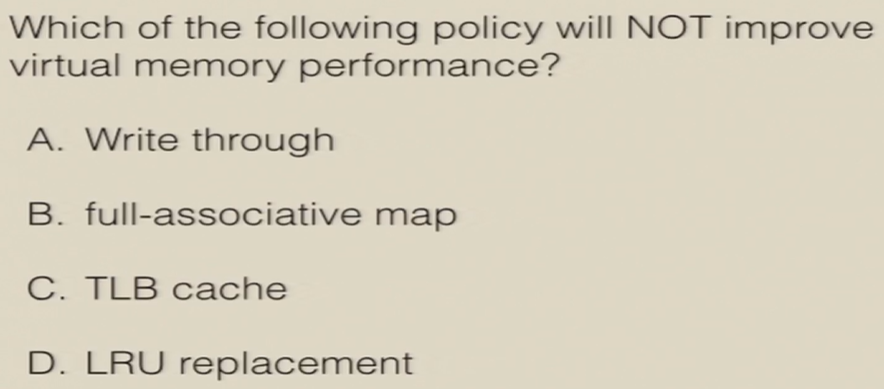 Which of the following policy will NOT improve
virtual memory performance?
A. Write through
B. full-associative map
C. TLB cache
D. LRU replacement